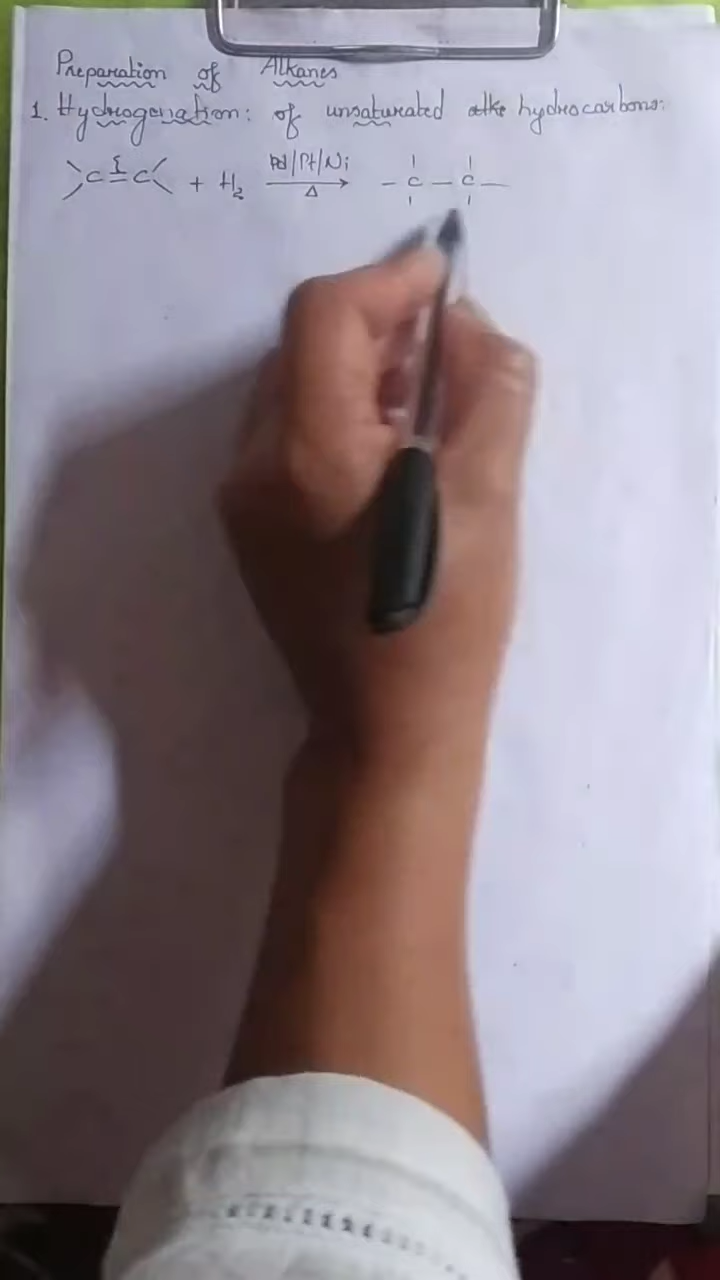 Preparation of Alkanes
1. Hydrogenation: of unsaturated hydrocarbons:
>C=C< + H₂ Pd/Pt/Ni Δ → -C-C-